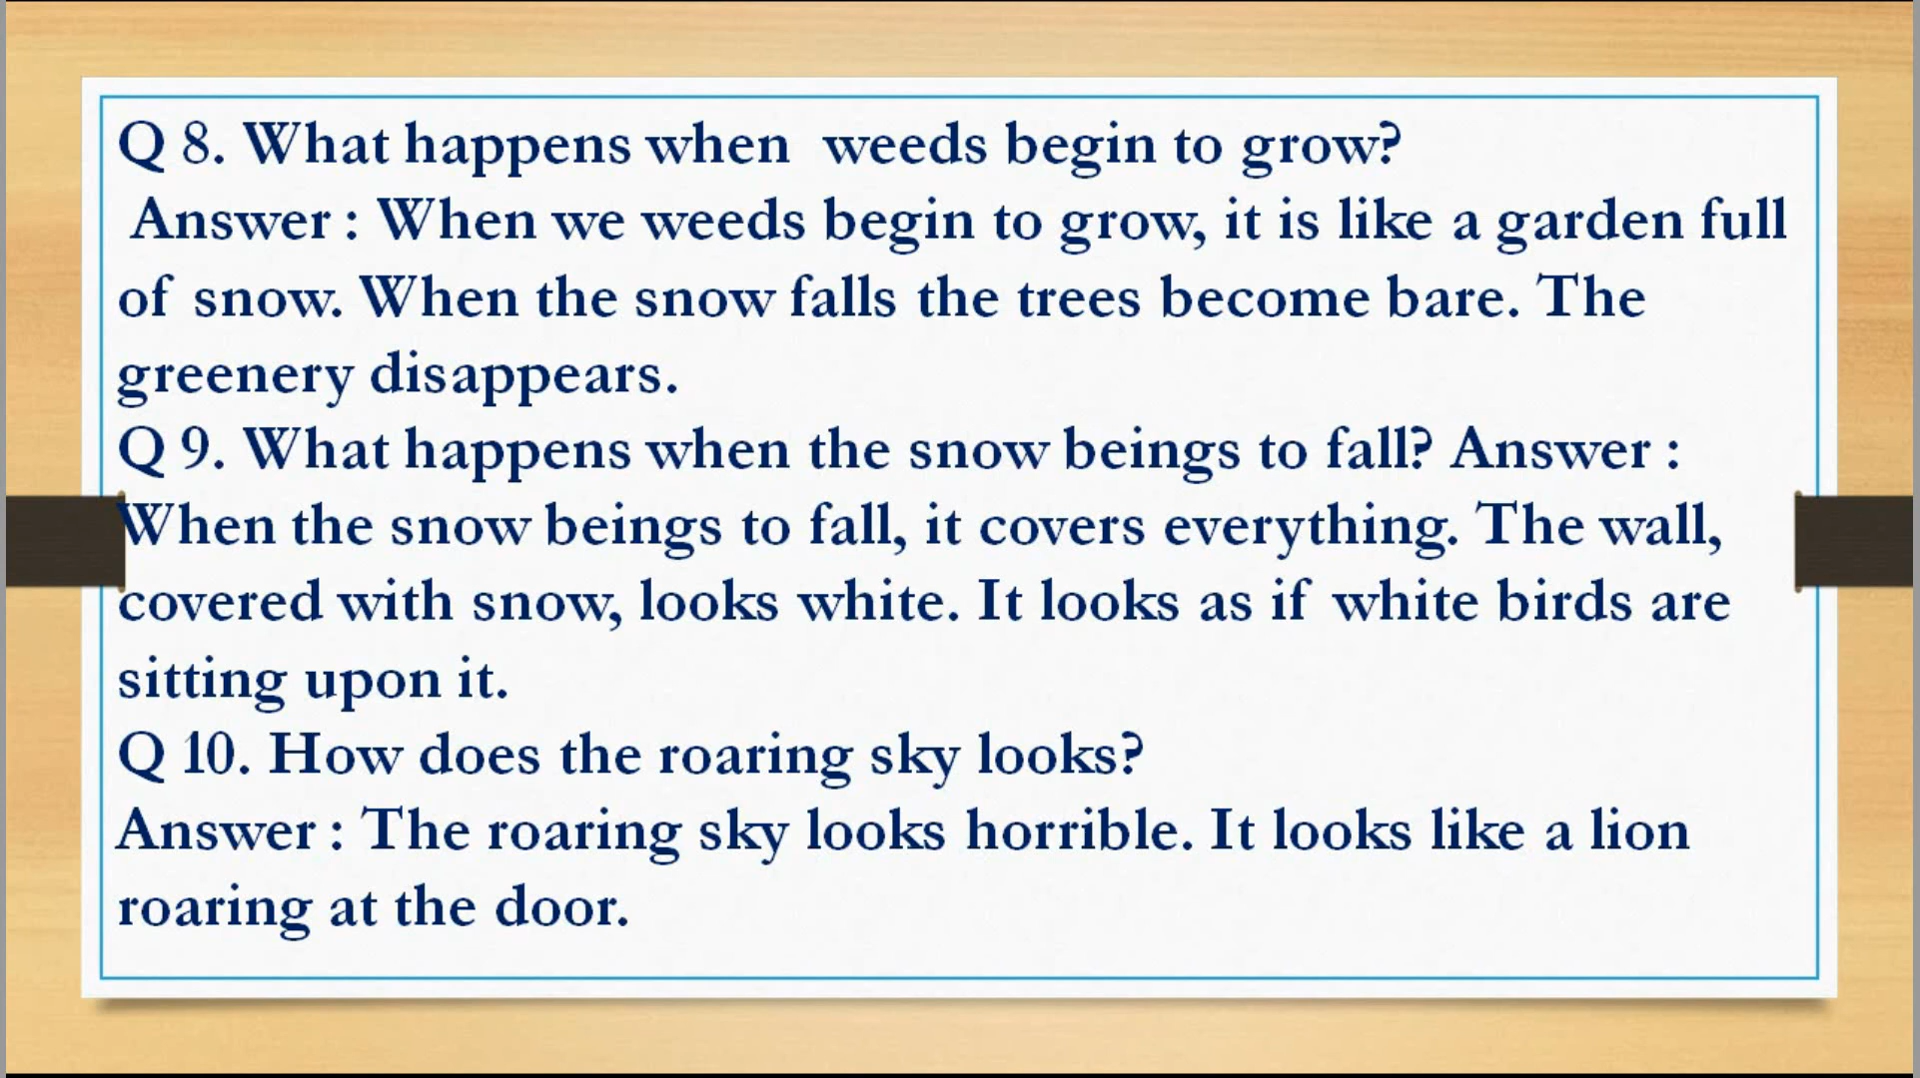 Q 8. What happens when weeds begin to grow?
Answer : When we weeds begin to grow, it is like a garden full
of snow. When the snow falls the trees become bare. The
greenery disappears.
Q 9. What happens when the snow beings to fall? Answer :
When the snow beings to fall, it covers everything. The wall,
covered with snow, looks white. It looks as if white birds are
sitting upon it.
Q 10. How does the roaring sky looks?
Answer : The roaring sky looks horrible. It looks like a lion
roaring at the door.